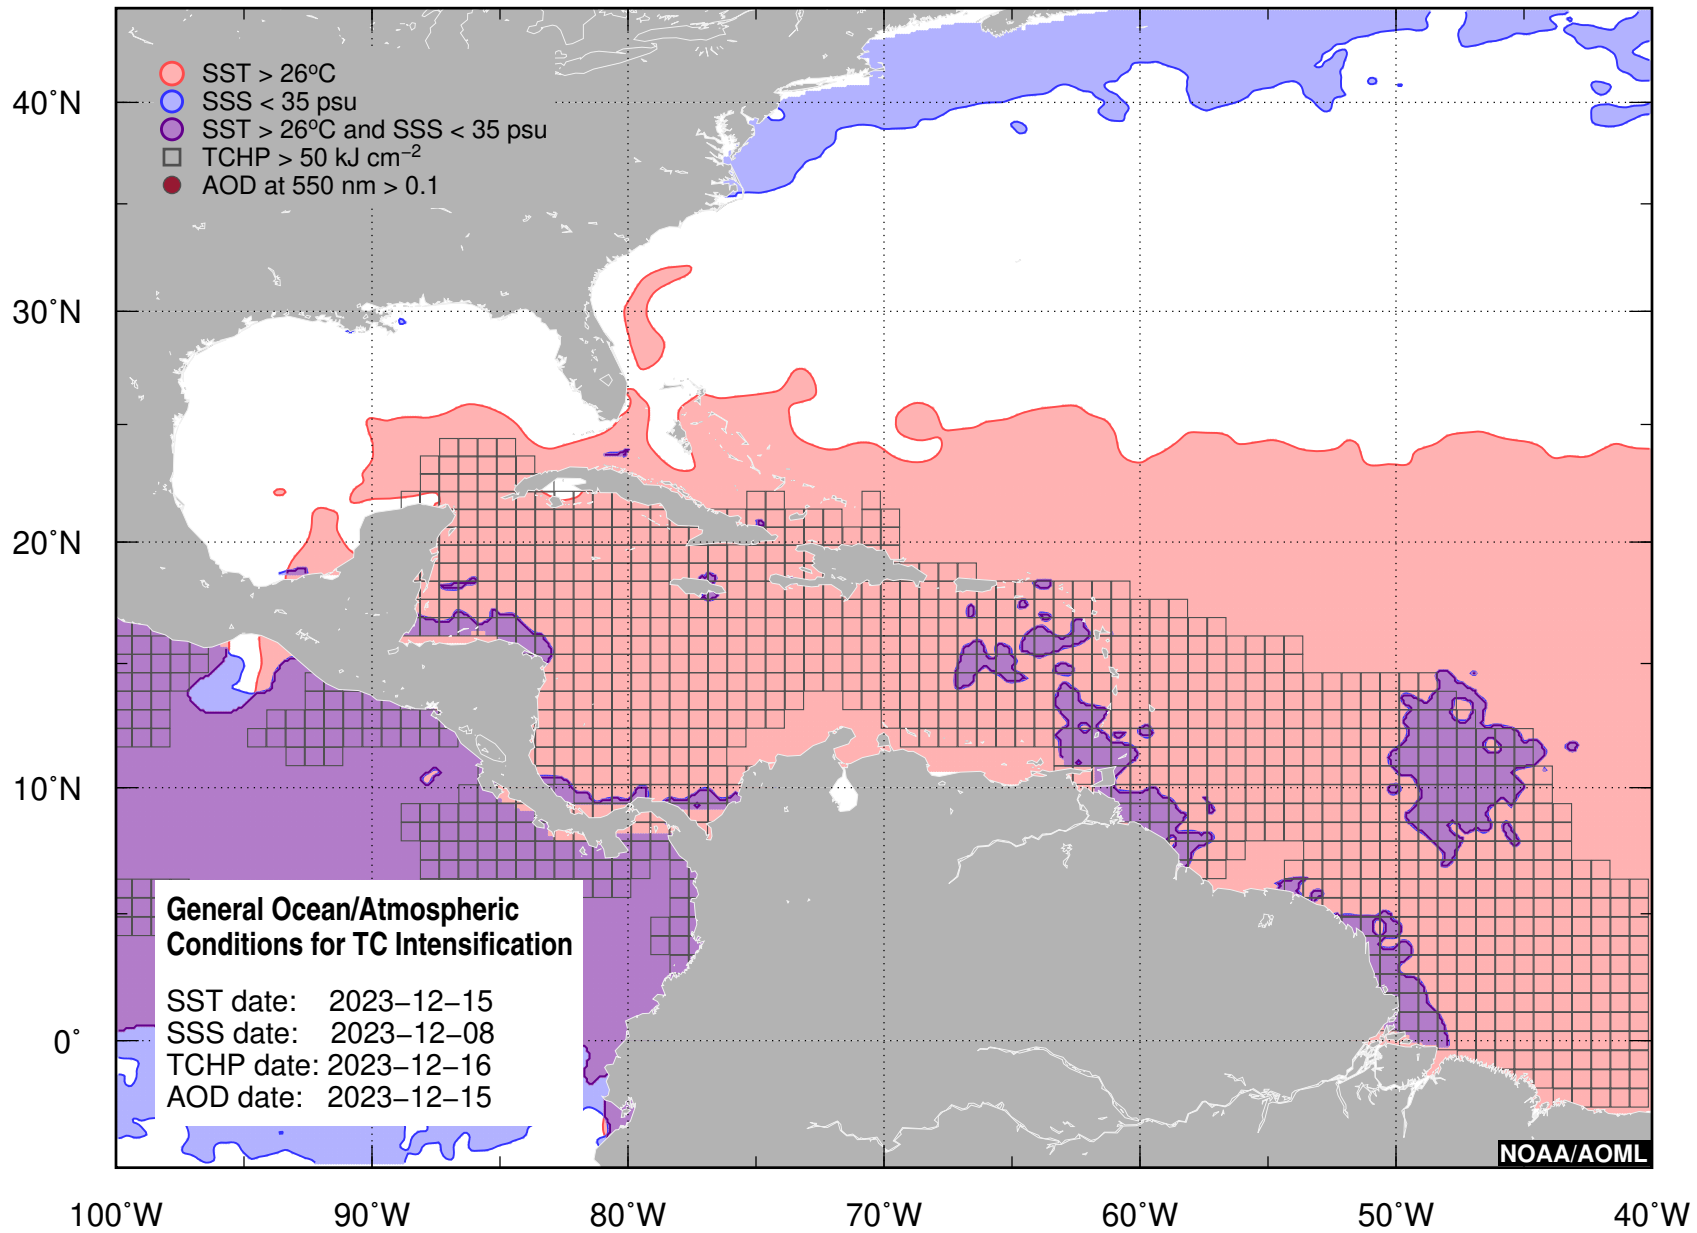 SST > 26°C
SSS < 35 psu
SST > 26°C and SSS < 35 psu
TCHP > 50 kJ cm⁻²
AOD at 550 nm > 0.1
40°N
30°N
20°N
10°N
0°
General Ocean/Atmospheric
Conditions for TC Intensification
SST date: 2023−12−15
SSS date: 2023−12−08
TCHP date: 2023−12−16
AOD date: 2023−12−15
NOAA/AOML
100°W 90°W 80°W 70°W 60°W 50°W 40°W